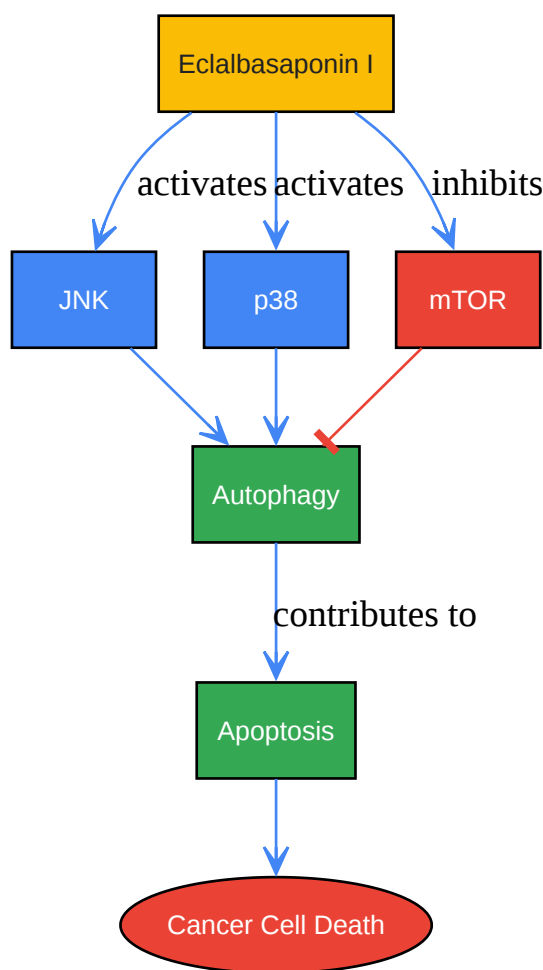 Eclalbasaponin I
activates activates inhibits
JNK p38 mTOR
Autophagy
contributes to
Apoptosis
Cancer Cell Death